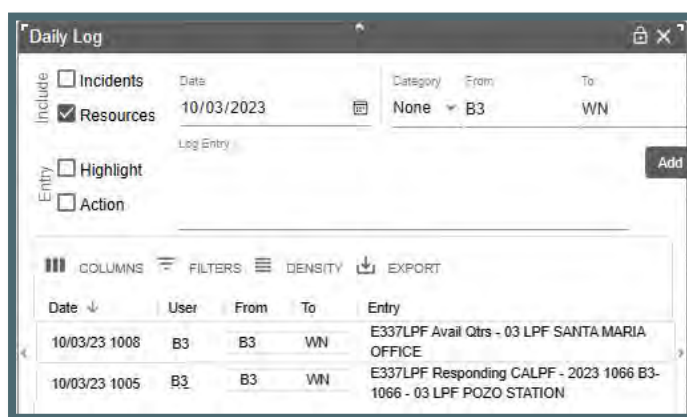 Daily Log
Include
Incidents
Resources
Date
10/03/2023
Category From To
None B3 WN
Entry
Highlight
Action
Log Entry
Add
COLUMNS FILTERS DENSITY EXPORT
Date User From To Entry
10/03/23 1008 B3 B3 WN E337LPF Avail Qtrs - 03 LPF SANTA MARIA
OFFICE
10/03/23 1005 B3 B3 WN E337LPF Responding CALPF - 2023 1066 B3-
1066 - 03 LPF POZO STATION